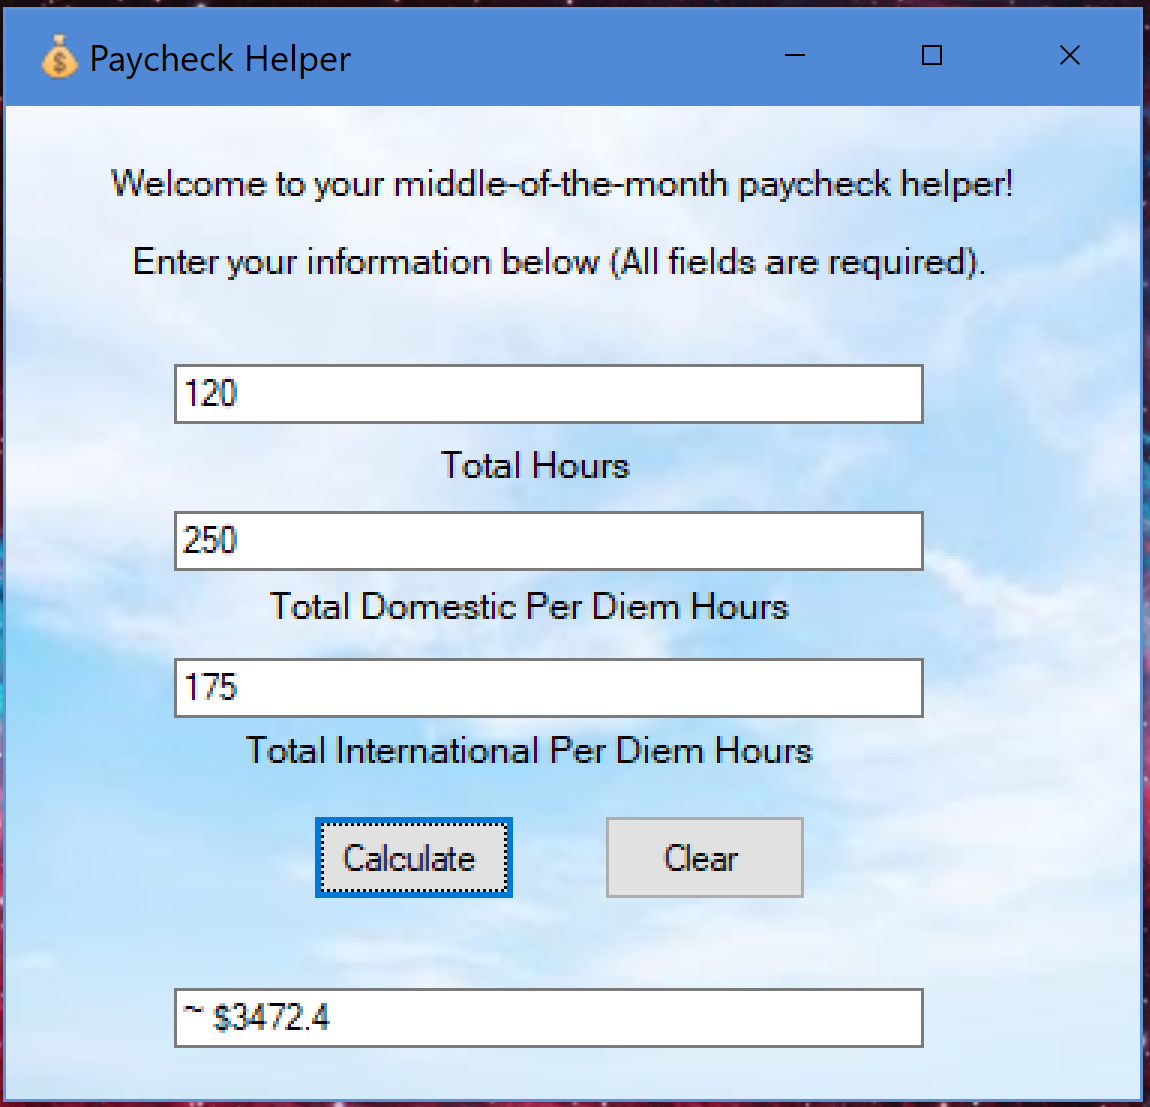 Paycheck Helper
Welcome to your middle-of-the-month paycheck helper!
Enter your information below (All fields are required).
120
Total Hours
250
Total Domestic Per Diem Hours
175
Total International Per Diem Hours
Calculate Clear
~ $3472.4